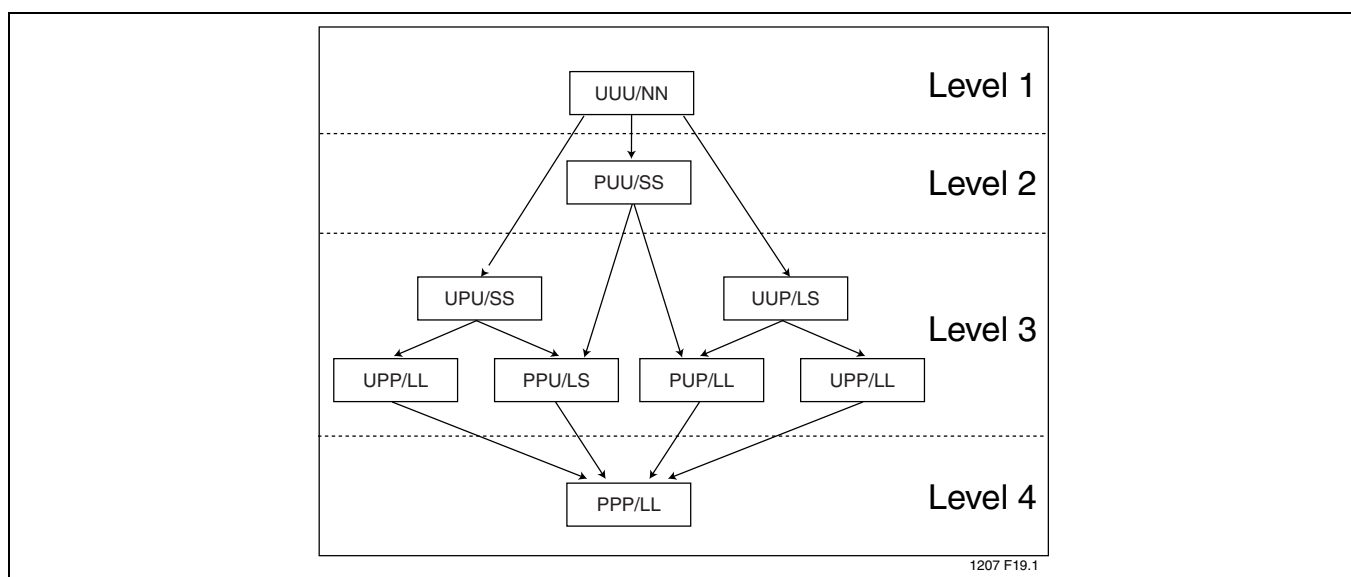 UUU/NN
Level 1
PUU/SS
Level 2
UPU/SS
UUP/LS
Level 3
UPP/LL
PPU/LS
PUP/LL
UPP/LL
PPP/LL
Level 4
1207 F19.1